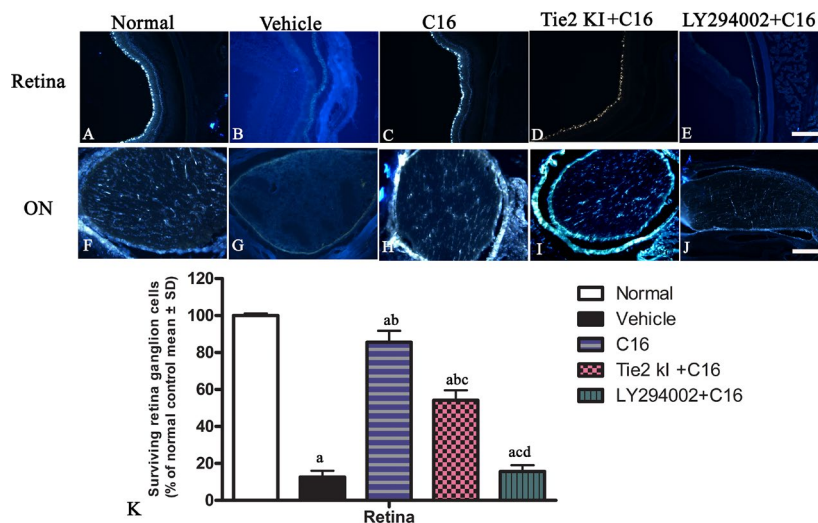 Normal Vehicle C16 Tie2 KI+C16 LY294002+C16
Retina
A B C D E
ON
F G H I J
120
100
80
60
40
20
0
Surviving retina ganglion cells
(% of normal control mean ± SD)
a
ab
abc
acd
Retina
K
Normal
Vehicle
C16
Tie2 kI +C16
LY294002+C16